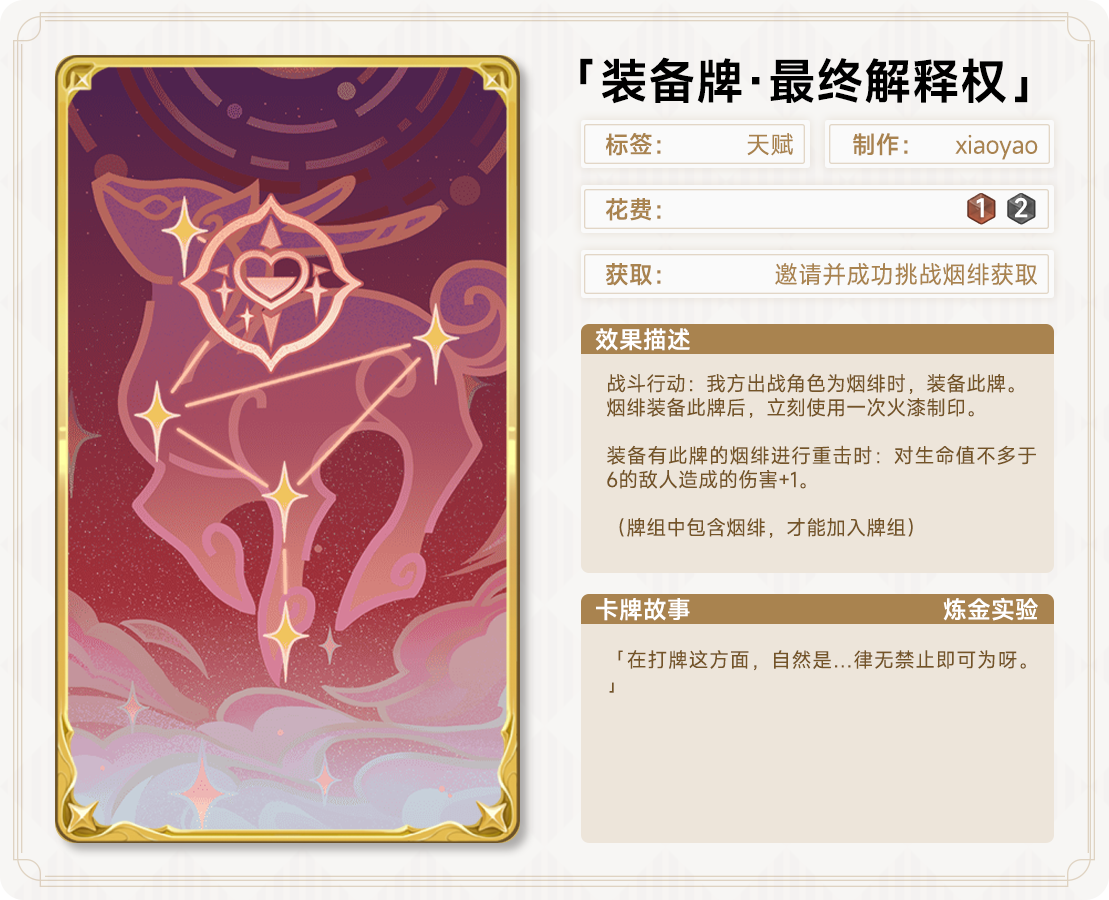 「装备牌·最终解释权」
标签： 天赋
制作： xiaoyao
花费： 1 2
获取： 邀请并成功挑战烟绯获取
效果描述
战斗行动：我方出战角色为烟绯时，装备此牌。
烟绯装备此牌后，立刻使用一次火漆制印。
装备有此牌的烟绯进行重击时：对生命值不多于
6的敌人造成的伤害+1。
（牌组中包含烟绯，才能加入牌组）
卡牌故事 炼金实验
「在打牌这方面，自然是...律无禁止即可为呀。
」